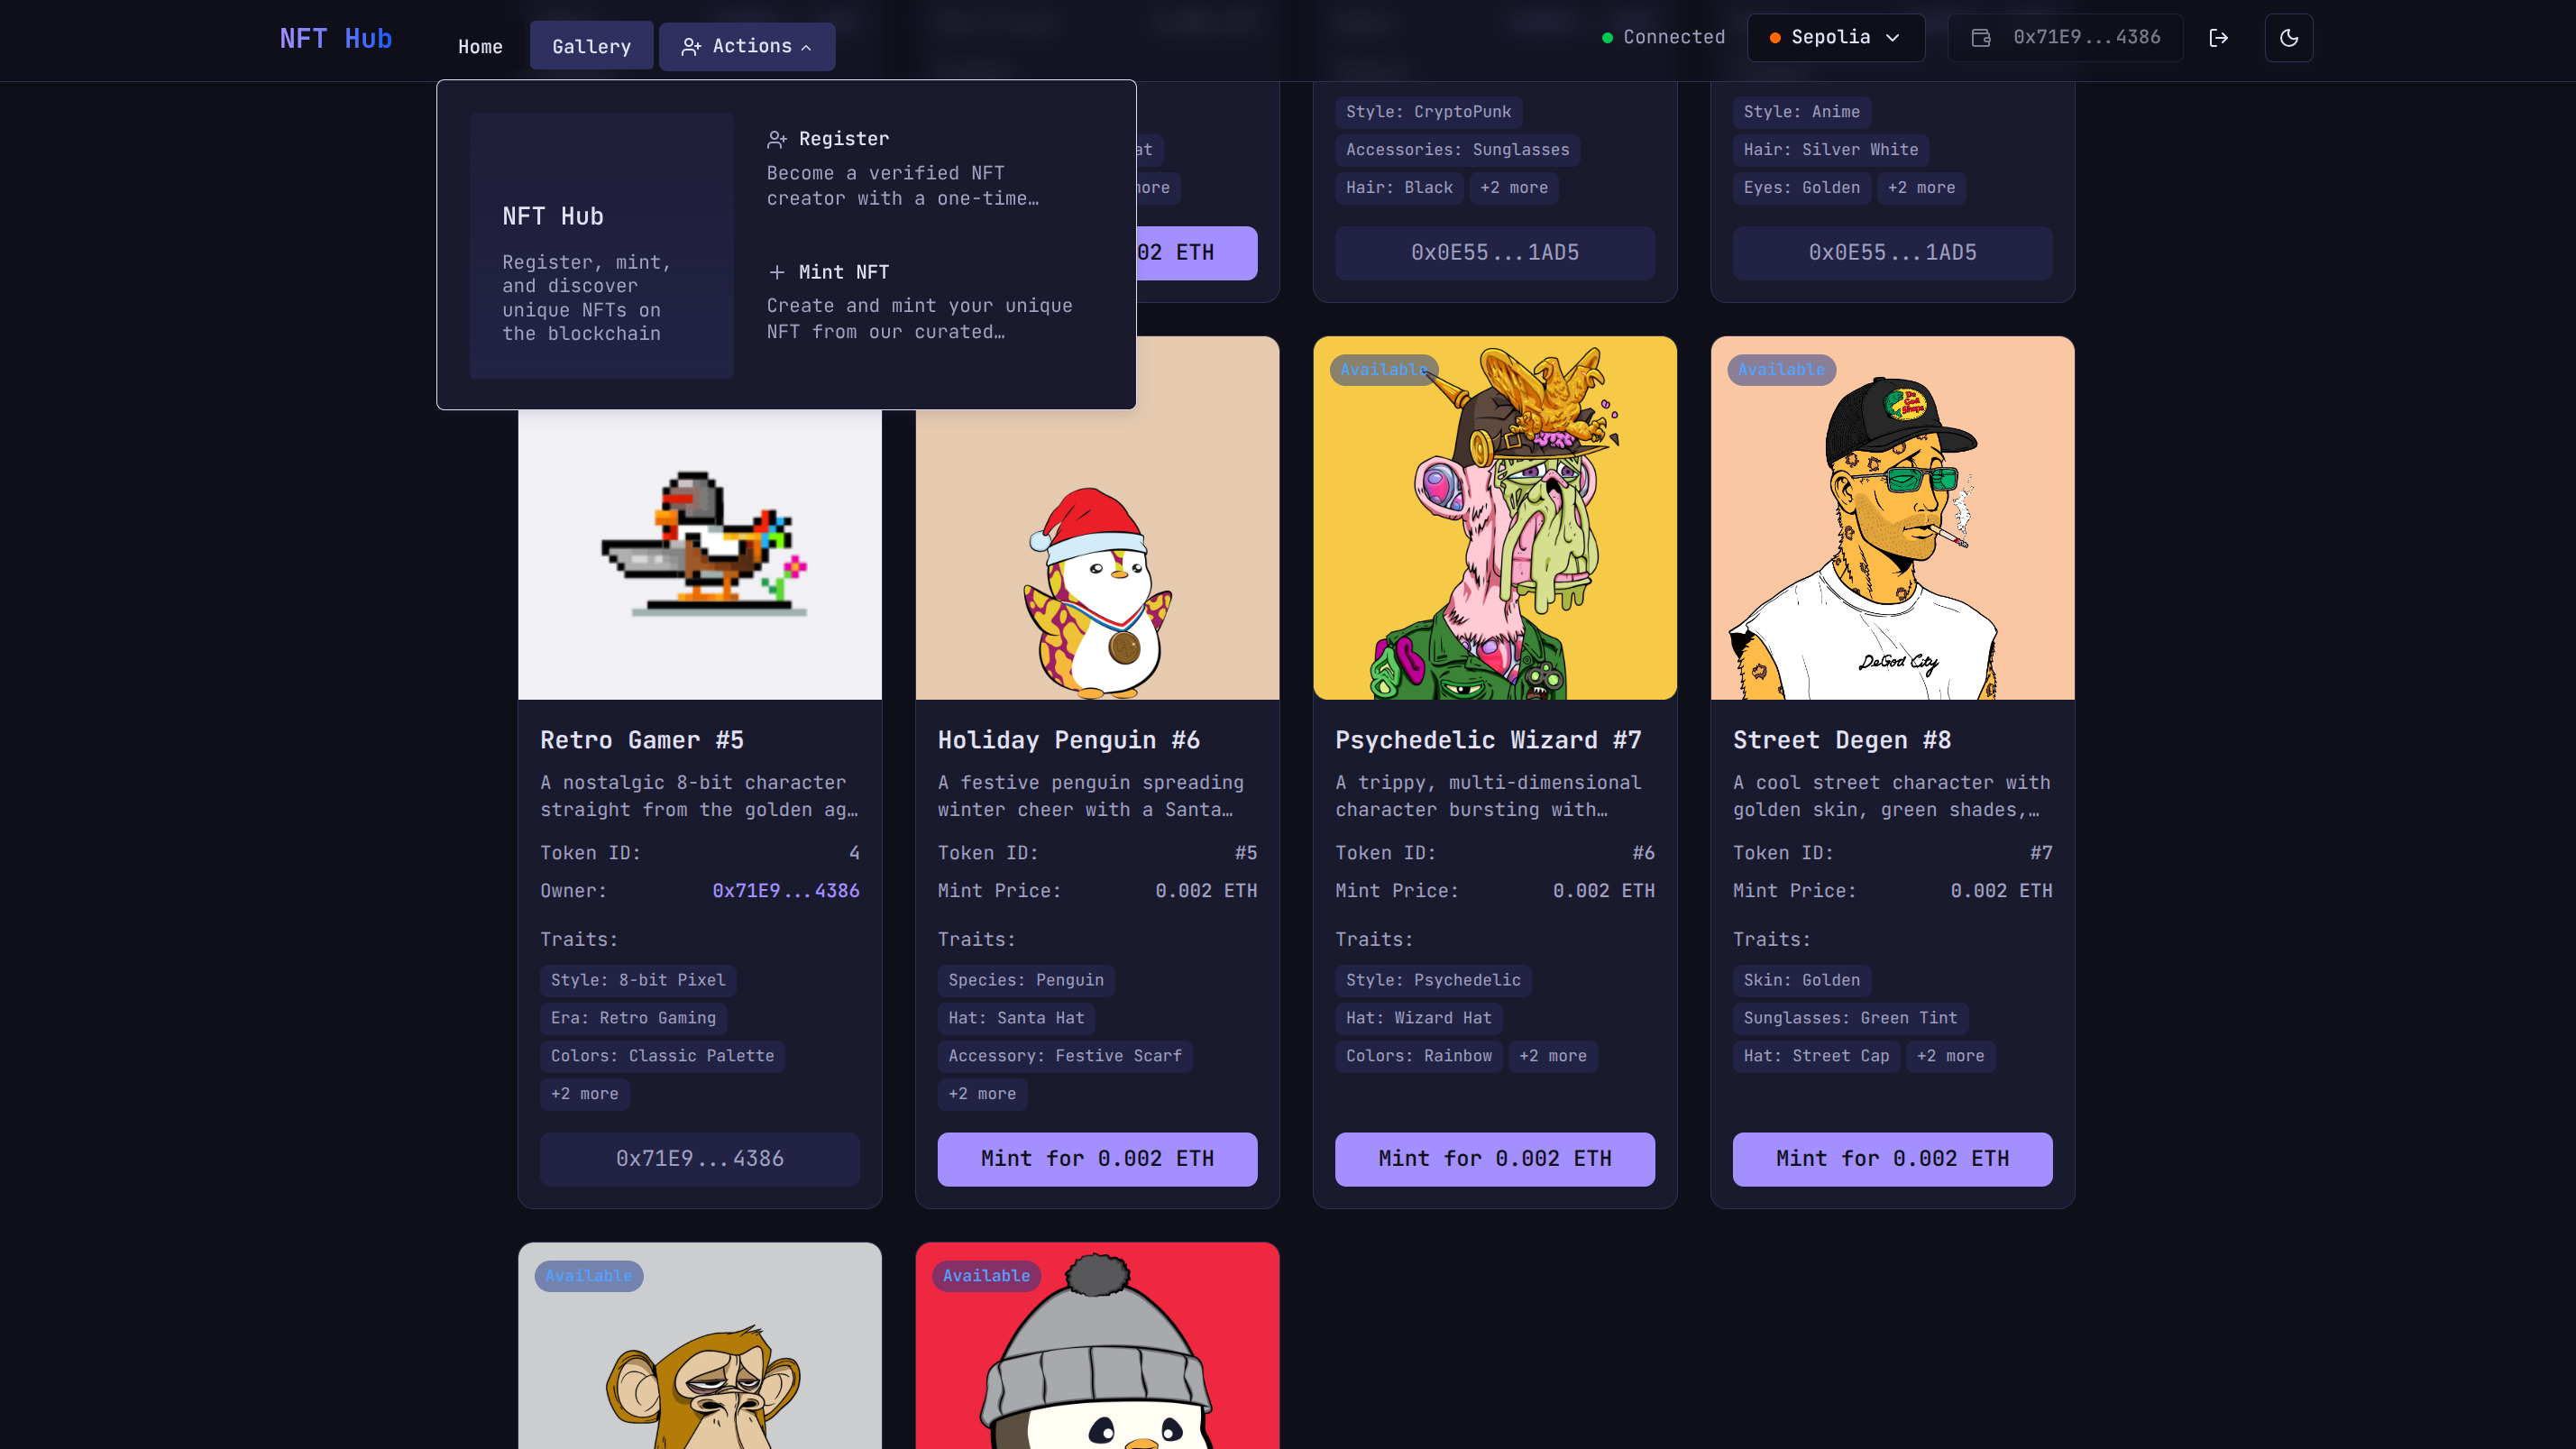 NFT Hub
Home
Gallery
Actions
Connected
Sepolia
0x71E9...4386
NFT Hub
Register, mint,
and discover
unique NFTs on
the blockchain
Register
Become a verified NFT
creator with a one-time…
Mint NFT
Create and mint your unique
NFT from our curated…
at
more
02 ETH
Style: CryptoPunk
Accessories: Sunglasses
Hair: Black
+2 more
0x0E55...1AD5
Style: Anime
Hair: Silver White
Eyes: Golden
+2 more
0x0E55...1AD5
Retro Gamer #5
A nostalgic 8-bit character
straight from the golden ag…
Token ID:
4
Owner:
0x71E9...4386
Traits:
Style: 8-bit Pixel
Era: Retro Gaming
Colors: Classic Palette
+2 more
0x71E9...4386
Holiday Penguin #6
A festive penguin spreading
winter cheer with a Santa…
Token ID:
#5
Mint Price:
0.002 ETH
Traits:
Species: Penguin
Hat: Santa Hat
Accessory: Festive Scarf
+2 more
Mint for 0.002 ETH
Available
Psychedelic Wizard #7
A trippy, multi-dimensional
character bursting with…
Token ID:
#6
Mint Price:
0.002 ETH
Traits:
Style: Psychedelic
Hat: Wizard Hat
Colors: Rainbow
+2 more
Mint for 0.002 ETH
Available
De
God
Shops
DeGod City
Street Degen #8
A cool street character with
golden skin, green shades,…
Token ID:
#7
Mint Price:
0.002 ETH
Traits:
Skin: Golden
Sunglasses: Green Tint
Hat: Street Cap
+2 more
Mint for 0.002 ETH
Available
Available